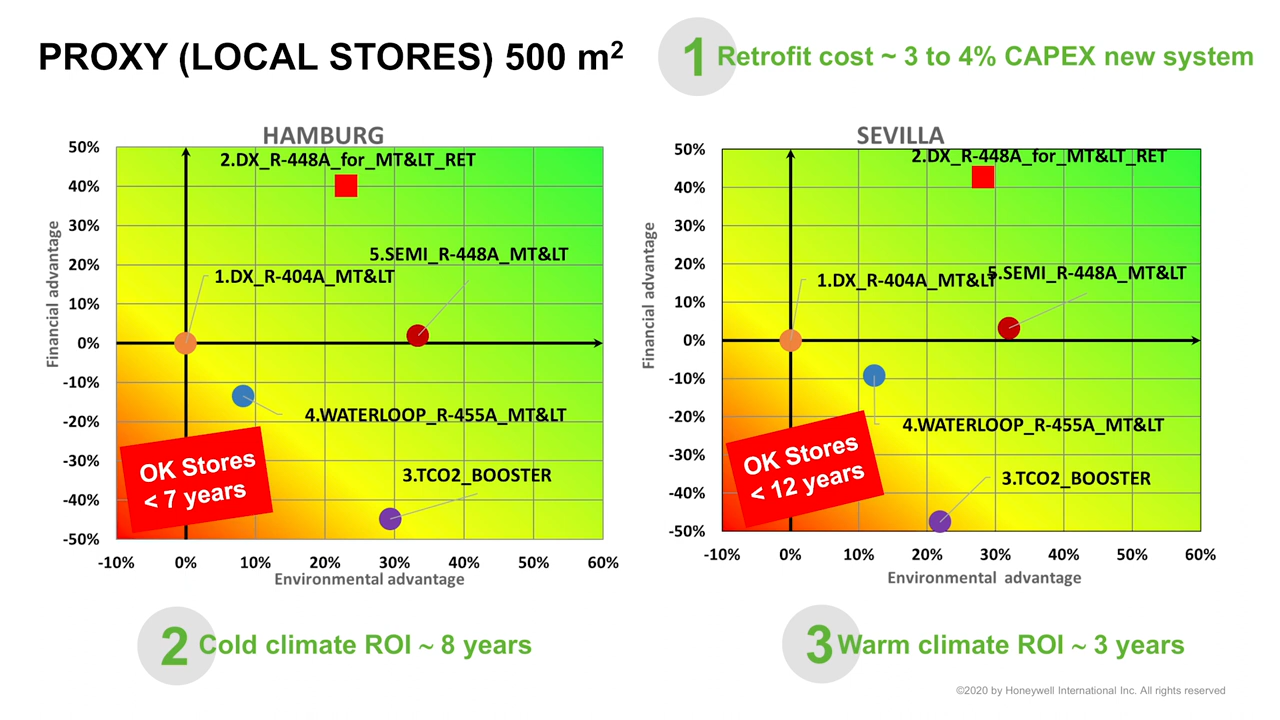 PROXY (LOCAL STORES) 500 m²
1 Retrofit cost ~ 3 to 4% CAPEX new system
HAMBURG
50%
40%
30%
20%
10%
0%
-10%
-20%
-30%
-40%
-50%
Financial advantage
2.DX_R-448A_for_MT&LT_RET
5.SEMI_R-448A_MT&LT
1.DX_R-404A_MT&LT
4.WATERLOOP_R-455A_MT&LT
3.TCO2_BOOSTER
OK Stores
< 7 years
-10% 0% 10% 20% 30% 40% 50% 60%
Environmental advantage
SEVILLA
50%
40%
30%
20%
10%
0%
-10%
-20%
-30%
-40%
-50%
Financial advantage
2.DX_R-448A_for_MT&LT_RET
1.DX_R-404A_MT&LT
5.SEMI_R-448A_MT&LT
4.WATERLOOP_R-455A_MT&LT
3.TCO2_BOOSTER
OK Stores
< 12 years
-10% 0% 10% 20% 30% 40% 50% 60%
Environmental advantage
2 Cold climate ROI ~ 8 years
3 Warm climate ROI ~ 3 years
©2020 by Honeywell International Inc. All rights reserved